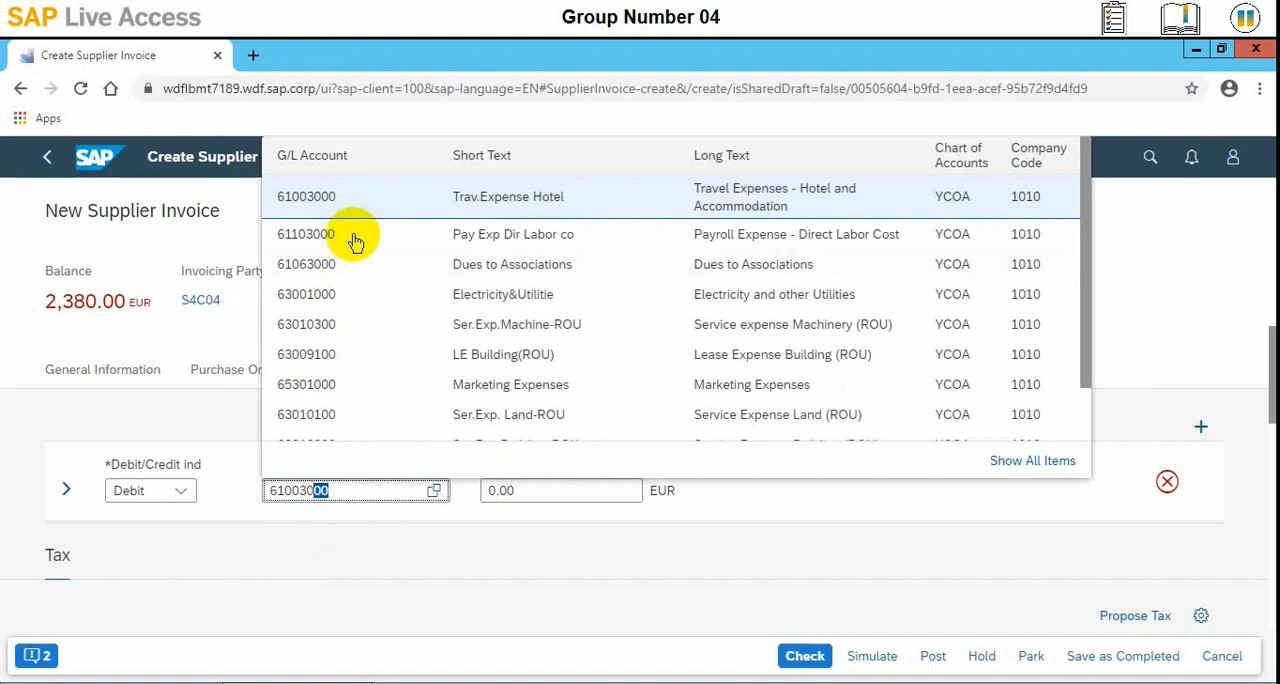 SAP Live Access
Group Number 04
Create Supplier Invoice
wdflbmt7189.wdf.sap.corp/ui?sap-client=100&sap-language=EN#SupplierInvoice-create&/create/isSharedDraft=false/00505604-b9fd-1eea-acef-95b72f9d4fd9
Apps
SAP Create Supplier
G/L Account Short Text Long Text Chart of Accounts Company Code
New Supplier Invoice
61003000 Trav.Expense Hotel Travel Expenses - Hotel and Accommodation YCOA 1010
61103000 Pay Exp Dir Labor co Payroll Expense - Direct Labor Cost YCOA 1010
61063000 Dues to Associations Dues to Associations YCOA 1010
Balance Invoicing Party
2,380.00 EUR S4C04
63001000 Electricity&Utilitie Electricity and other Utilities YCOA 1010
63010300 Ser.Exp.Machine-ROU Service expense Machinery (ROU) YCOA 1010
63009100 LE Building(ROU) Lease Expense Building (ROU) YCOA 1010
General Information Purchase Or
65301000 Marketing Expenses Marketing Expenses YCOA 1010
63010100 Ser.Exp. Land-ROU Service Expense Land (ROU) YCOA 1010
Show All Items
*Debit/Credit ind
Debit 61003000 0.00 EUR
Tax
Propose Tax
2 Check Simulate Post Hold Park Save as Completed Cancel